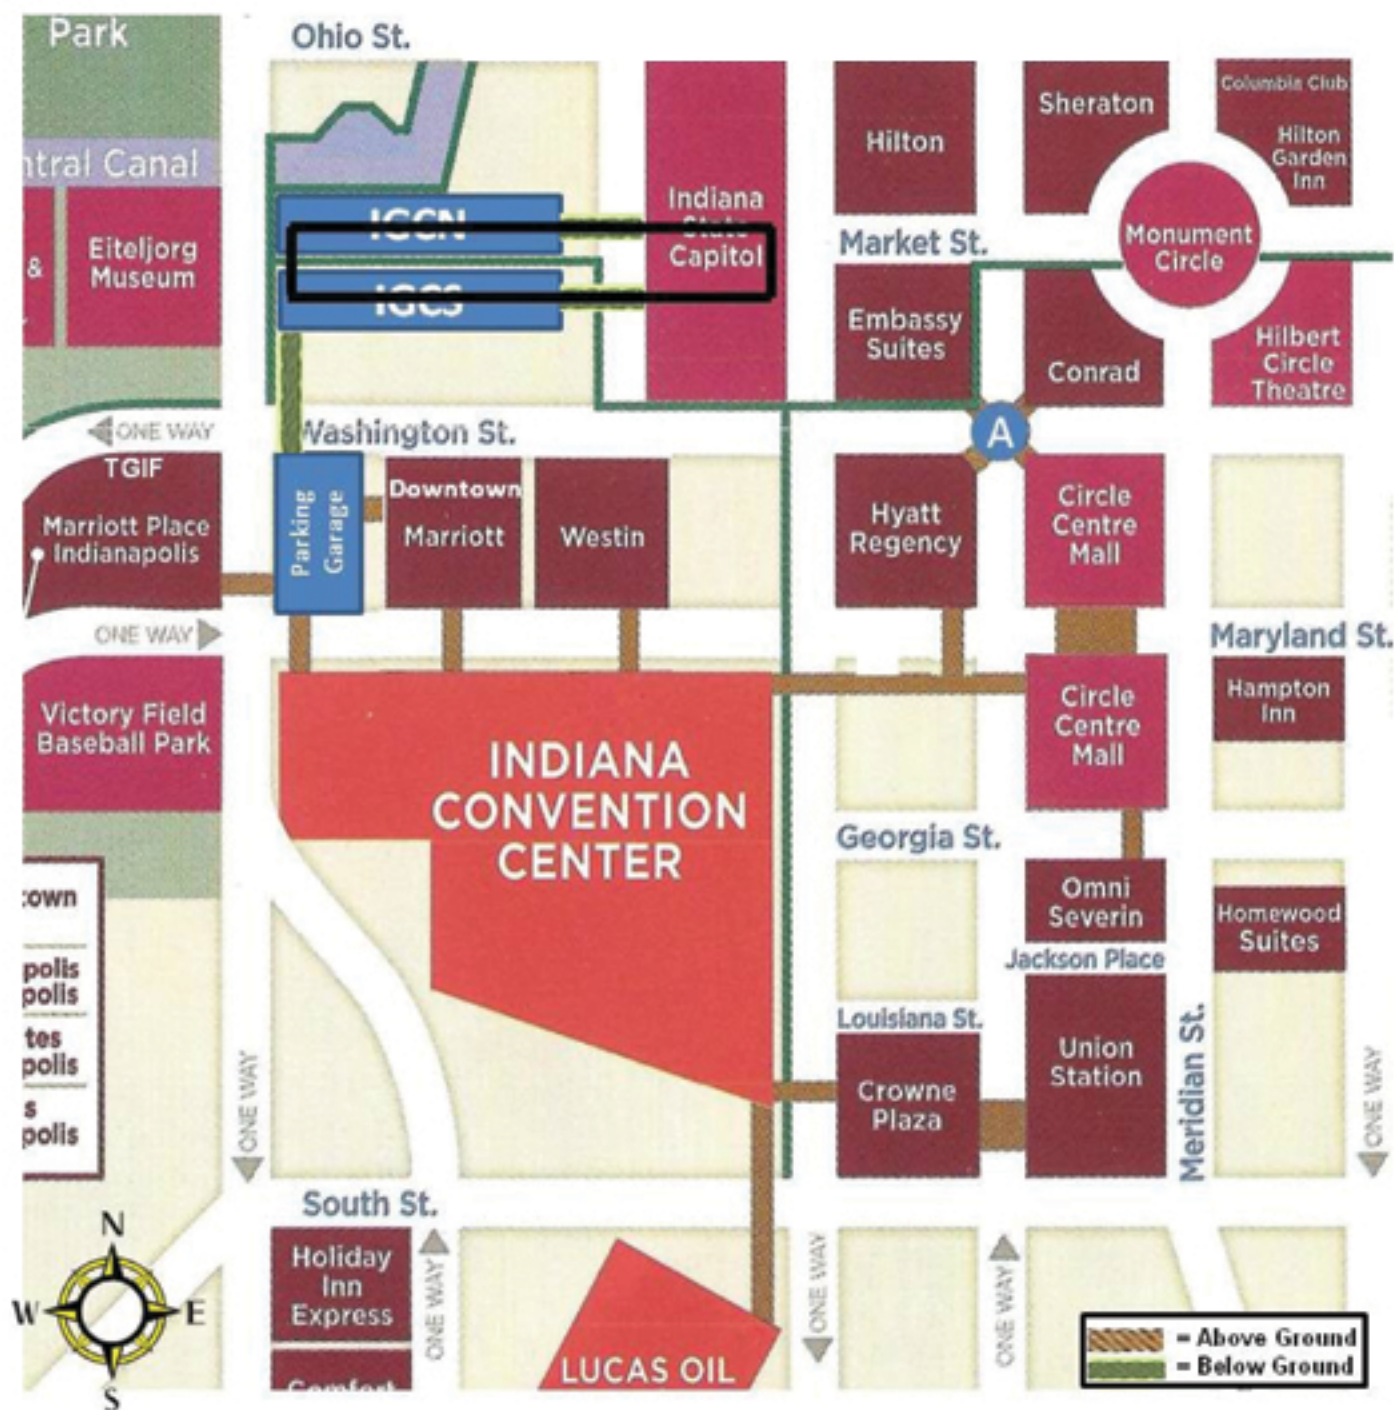 Park
Ohio St.
ntral Canal
&
Eiteljorg
Museum
IGCN
IGCS
Indiana
State
Capitol
Hilton
Sheraton
Columbia Club
Hilton
Garden
Inn
Market St.
Monument
Circle
Embassy
Suites
Conrad
Hilbert
Circle
Theatre
ONE WAY
Washington St.
A
TGIF
Marriott Place
Indianapolis
Parking
Garage
Downtown
Marriott
Westin
Hyatt
Regency
Circle
Centre
Mall
ONE WAY
Maryland St.
Victory Field
Baseball Park
INDIANA
CONVENTION
CENTER
Circle
Centre
Mall
Hampton
Inn
Georgia St.
town
polis
polis
tes
polis
s
polis
Omni
Severin
Homewood
Suites
Jackson Place
Louisiana St.
Union
Station
Crowne
Plaza
Meridian St.
ONE WAY
ONE WAY
South St.
N
W
E
S
Holiday
Inn
Express
Comfort
ONE WAY
LUCAS OIL
ONE WAY
ONE WAY
= Above Ground
= Below Ground